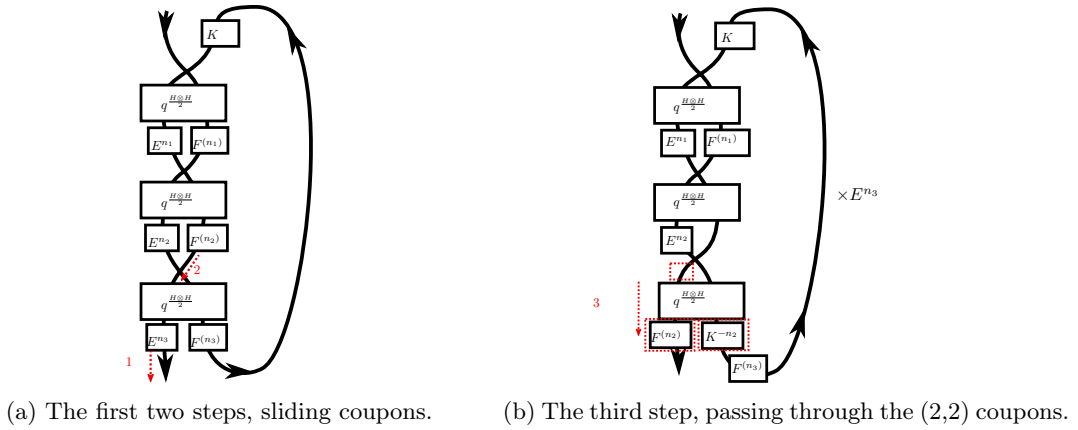 K
K
q^{\frac{H \otimes H}{2}}
q^{\frac{H \otimes H}{2}}
E^{n_1} F^{(n_1)}
E^{n_1} F^{(n_1)}
q^{\frac{H \otimes H}{2}}
q^{\frac{H \otimes H}{2}}
×E^{n_3}
E^{n_2} F^{(n_2)}
E^{n_2}
2
q^{\frac{H \otimes H}{2}}
3
q^{\frac{H \otimes H}{2}}
E^{n_3} F^{(n_3)}
F^{(n_2)} K^{-n_2}
1
F^{(n_3)}
(a) The first two steps, sliding coupons.
(b) The third step, passing through the (2,2) coupons.